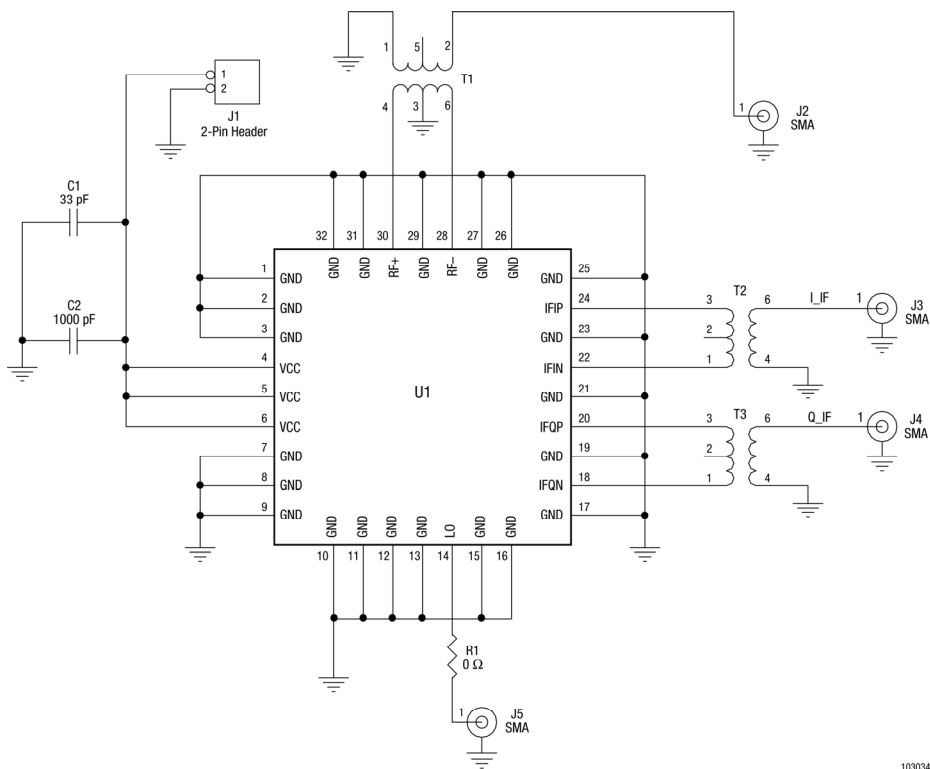 1 5 2
T1
4 3 6
1
2
J1
2-Pin Header
1 J2
SMA
C1
33 pF
C2
1000 pF
32 31 30 29 28 27 26
GND GND RF+ GND RF– GND GND
1 GND
2 GND
3 GND
4 VCC
5 VCC
6 VCC
7 GND
8 GND
9 GND
U1
GND 25
IFIP 24
GND 23
IFIN 22
GND 21
IFQP 20
GND 19
IFQN 18
GND 17
T2
3 6 I_IF 1 J3
SMA
2
1 4
T3
3 6 Q_IF 1 J4
SMA
2
1 4
GND GND GND GND LO GND GND
10 11 12 13 14 15 16
R1
0 Ω
1 J5
SMA
103034